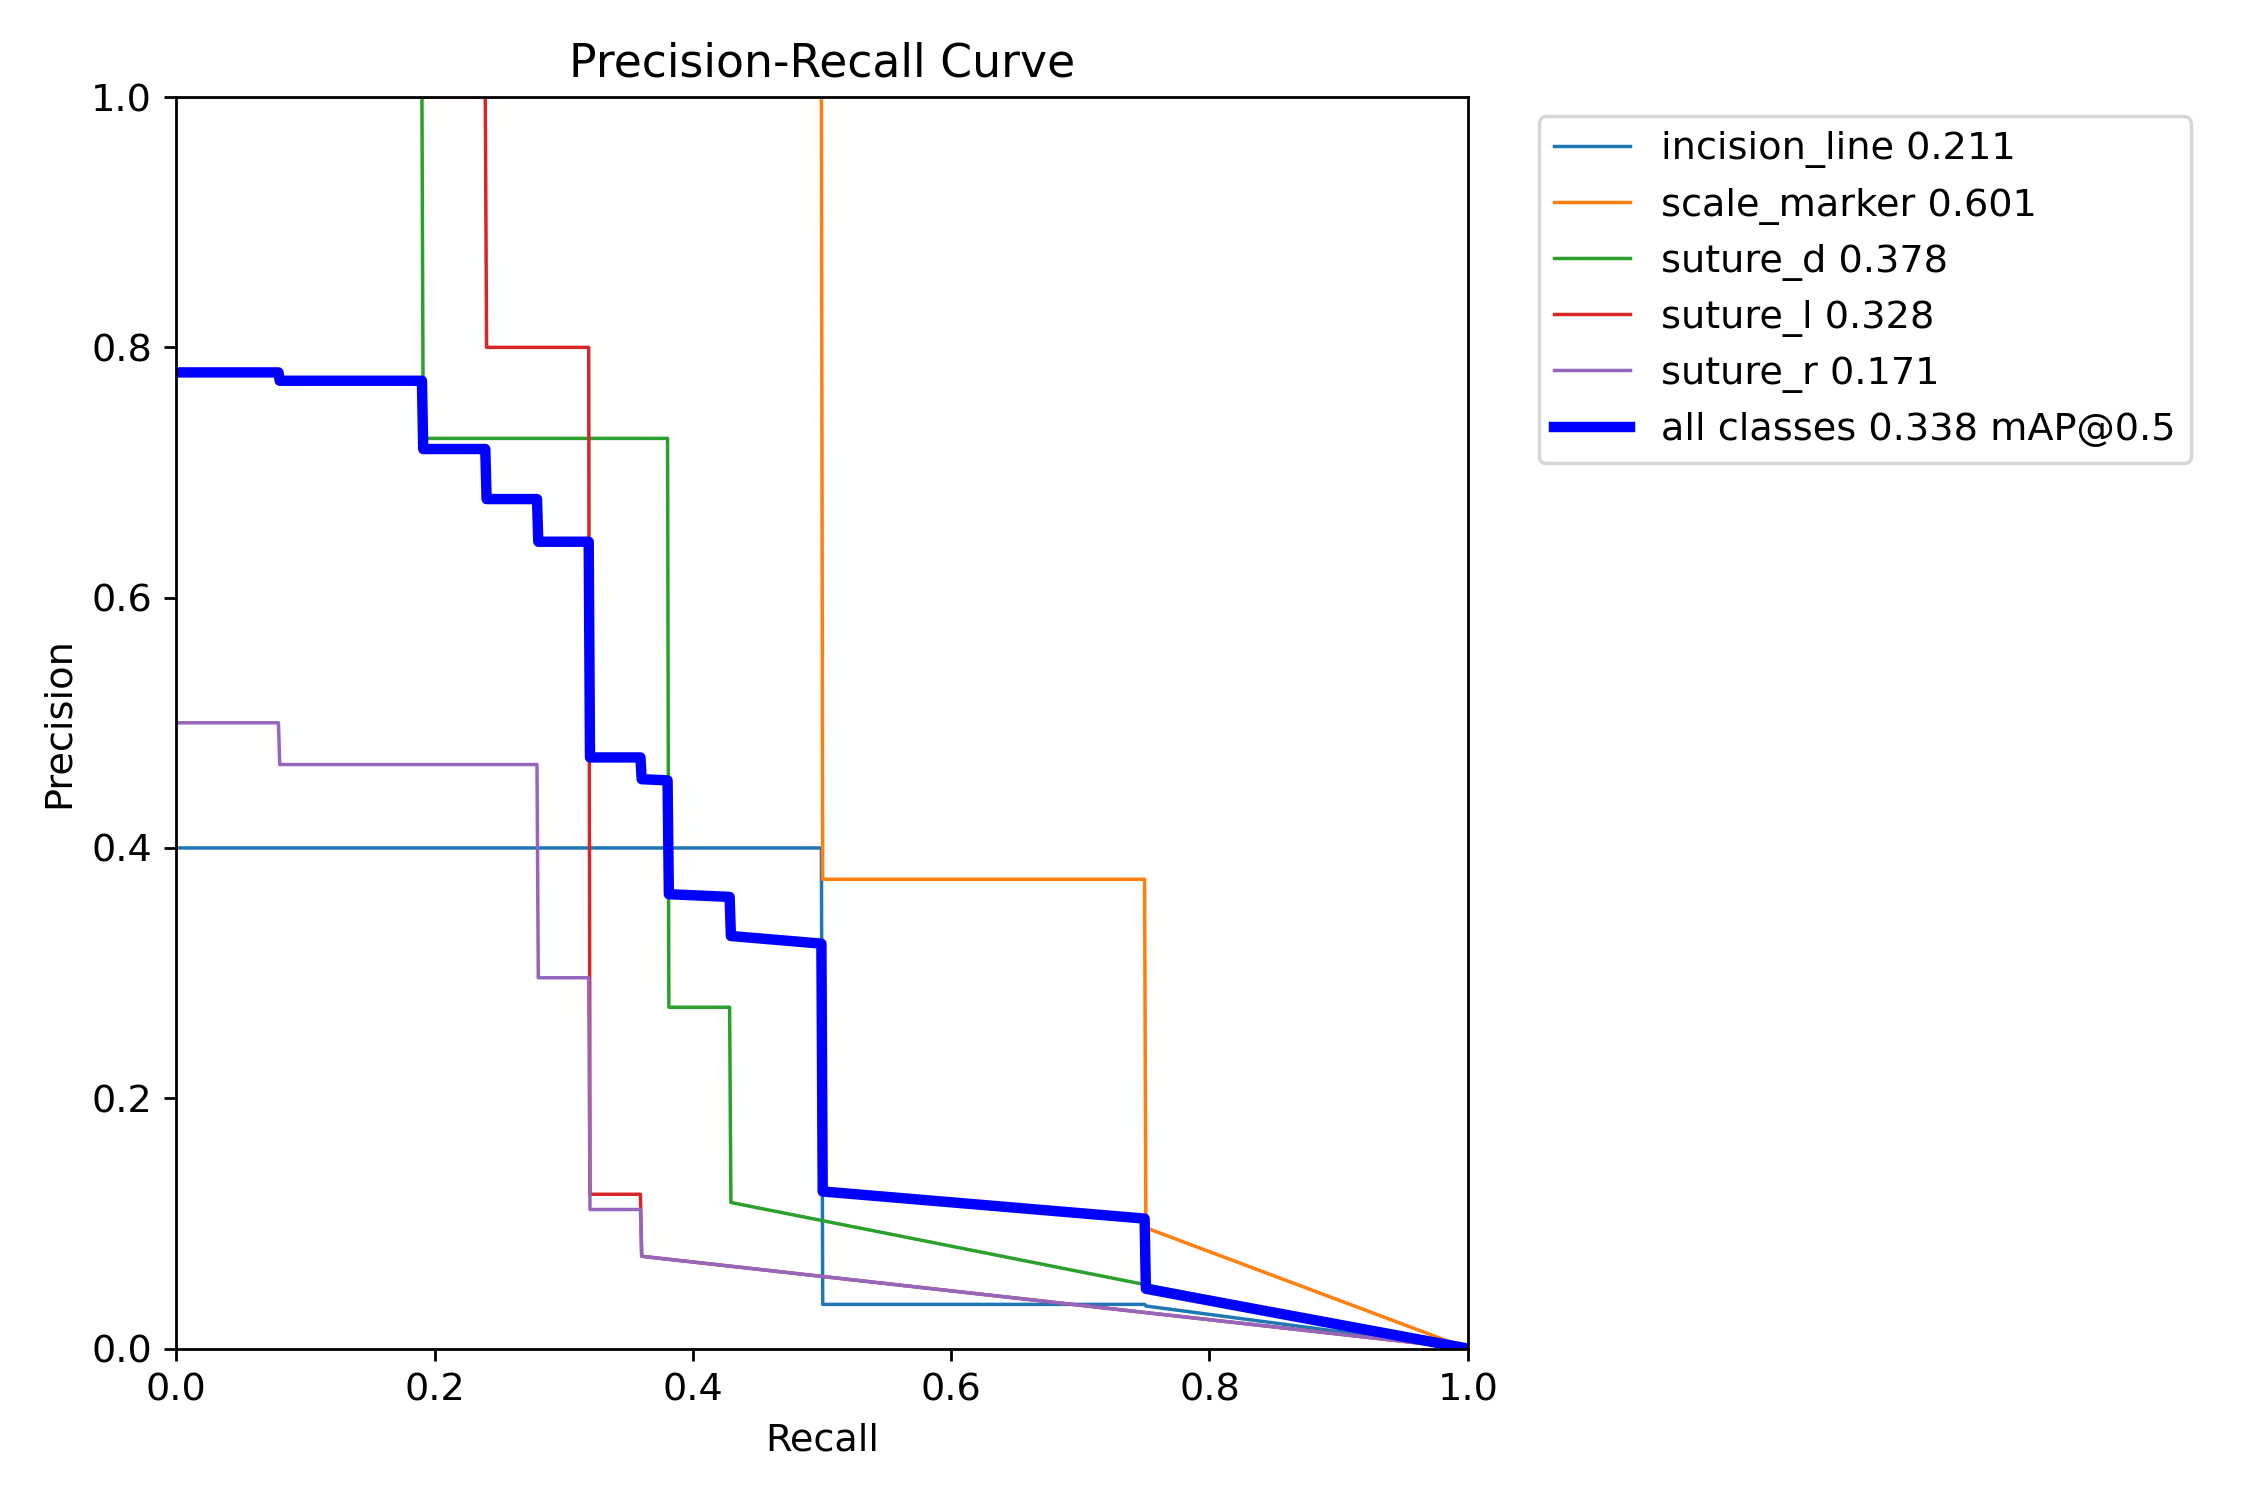 Precision-Recall Curve
1.0
0.8
0.6
0.4
0.2
0.0
Precision
0.0 0.2 0.4 0.6 0.8 1.0
Recall
incision_line 0.211
scale_marker 0.601
suture_d 0.378
suture_l 0.328
suture_r 0.171
all classes 0.338 mAP@0.5